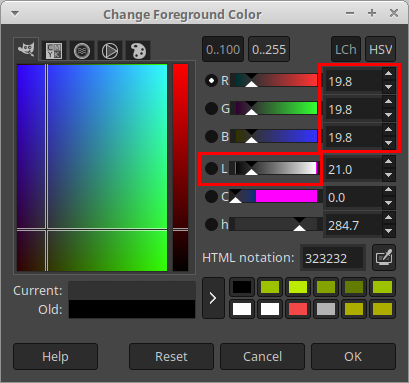 Change Foreground Color
CMYK
0..100 0..255 LCh HSV
R 19.8
G 19.8
B 19.8
L 21.0
C 0.0
h 284.7
HTML notation: 323232
Current:
Old:
Help Reset Cancel OK